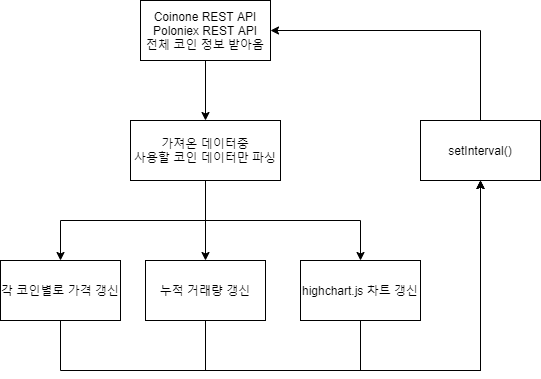 Coinone REST API
Poloniex REST API
전체 코인 정보 받아옴
가져온 데이터중
사용할 코인 데이터만 파싱
setInterval()
각 코인별로 가격 갱신
누적 거래량 갱신
highchart.js 차트 갱신